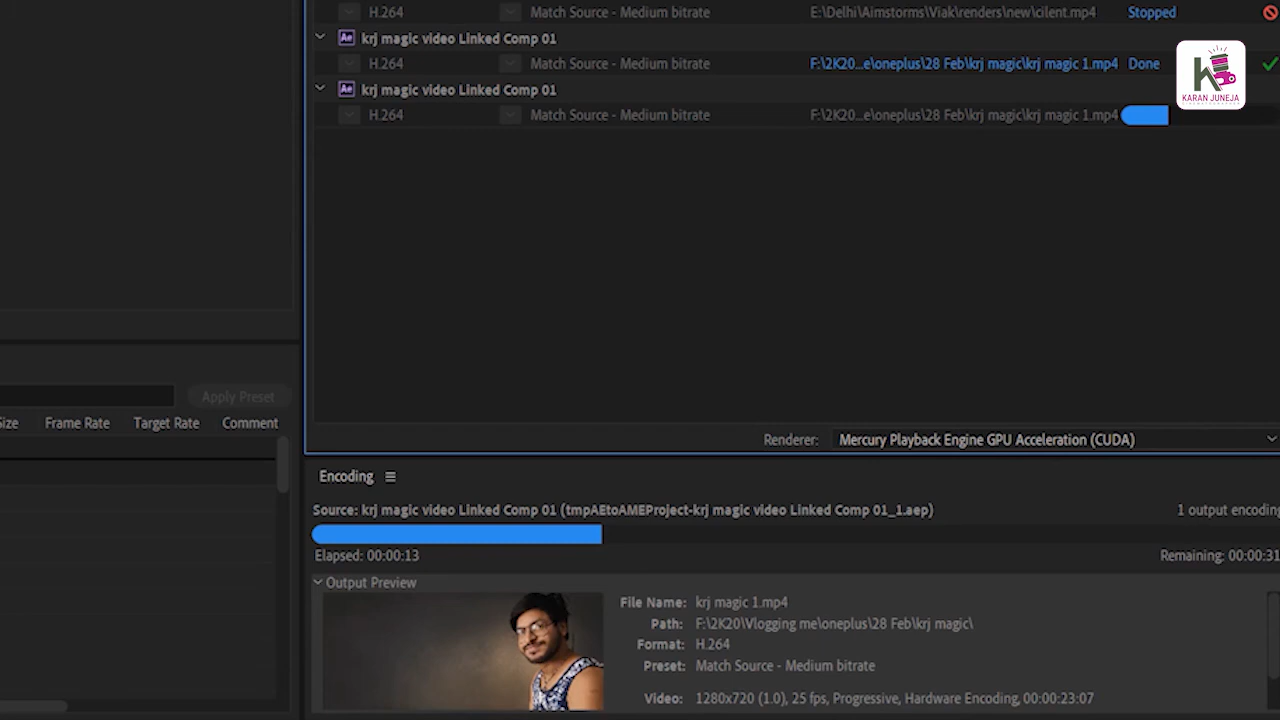 H.264 Match Source - Medium bitrate E:\Delhi\Aimstorms\Viak\renders\new\cilent.mp4 Stopped
Ae krj magic video Linked Comp 01
H.264 Match Source - Medium bitrate F:\2K20...e\oneplus\28 Feb\krj magic\krj magic 1.mp4 Done
Ae krj magic video Linked Comp 01
H.264 Match Source - Medium bitrate F:\2K20...e\oneplus\28 Feb\krj magic\krj magic 1.mp4
KARAN JUNEJA
Apply Preset
Size Frame Rate Target Rate Comment
Renderer: Mercury Playback Engine GPU Acceleration (CUDA)
Encoding
Source: krj magic video Linked Comp 01 (tmpAEtoAMEProject-krj magic video Linked Comp 01_1.aep) 1 output encoding
Elapsed: 00:00:13 Remaining: 00:00:31
Output Preview
File Name: krj magic 1.mp4
Path: F:\2K20\Vlogging me\oneplus\28 Feb\krj magic\
Format: H.264
Preset: Match Source - Medium bitrate
Video: 1280x720 (1.0), 25 fps, Progressive, Hardware Encoding, 00:00:23:07